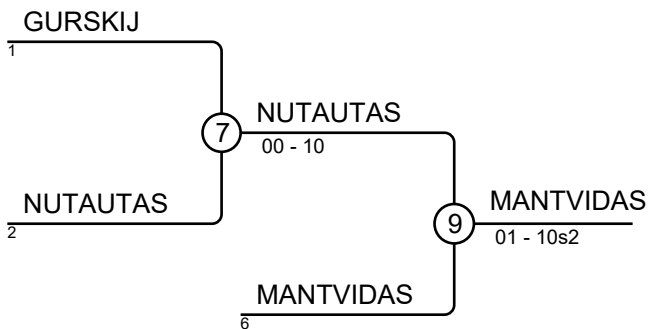 GURSKIJ
1
7
NUTAUTAS
00 - 10
NUTAUTAS
2
9
MANTVIDAS
01 - 10s2
MANTVIDAS
6